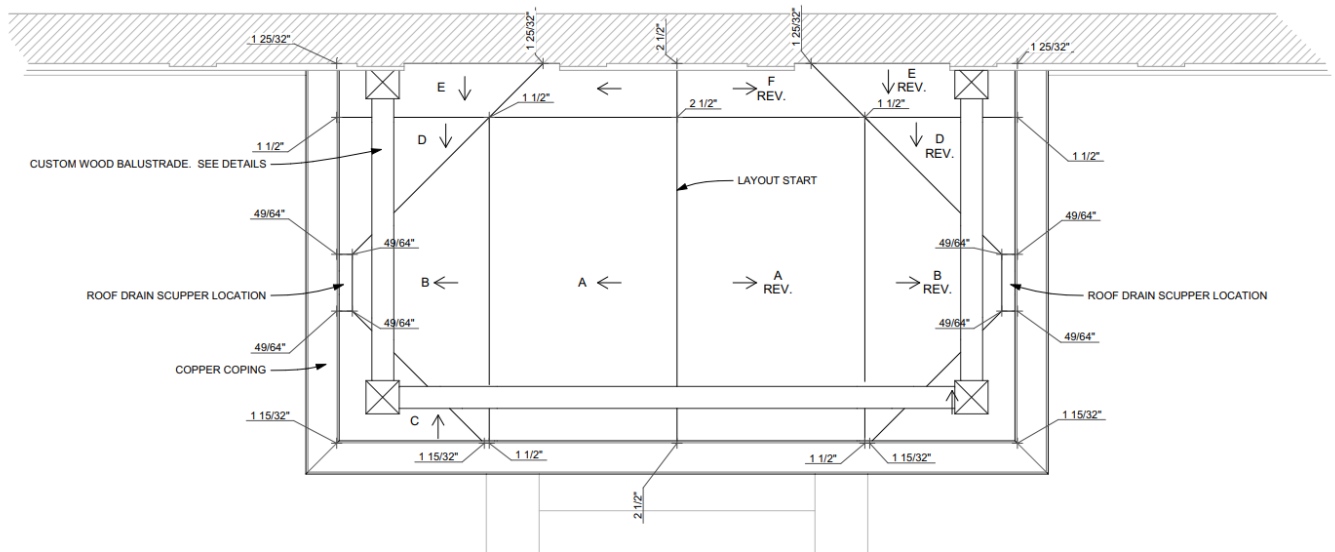 1 25/32"
1 25/32"
2 1/2"
1 25/32"
1 25/32"
E
F
REV.
E
REV.
1 1/2"
2 1/2"
1 1/2"
D
D
REV.
1 1/2"
1 1/2"
CUSTOM WOOD BALUSTRADE. SEE DETAILS
LAYOUT START
49/64"
49/64"
49/64"
49/64"
B
A
A
REV.
B
REV.
ROOF DRAIN SCUPPER LOCATION
ROOF DRAIN SCUPPER LOCATION
49/64"
49/64"
49/64"
49/64"
COPPER COPING
1 15/32"
C
1 15/32"
1 15/32"
1 1/2"
1 1/2"
1 15/32"
2 1/2"